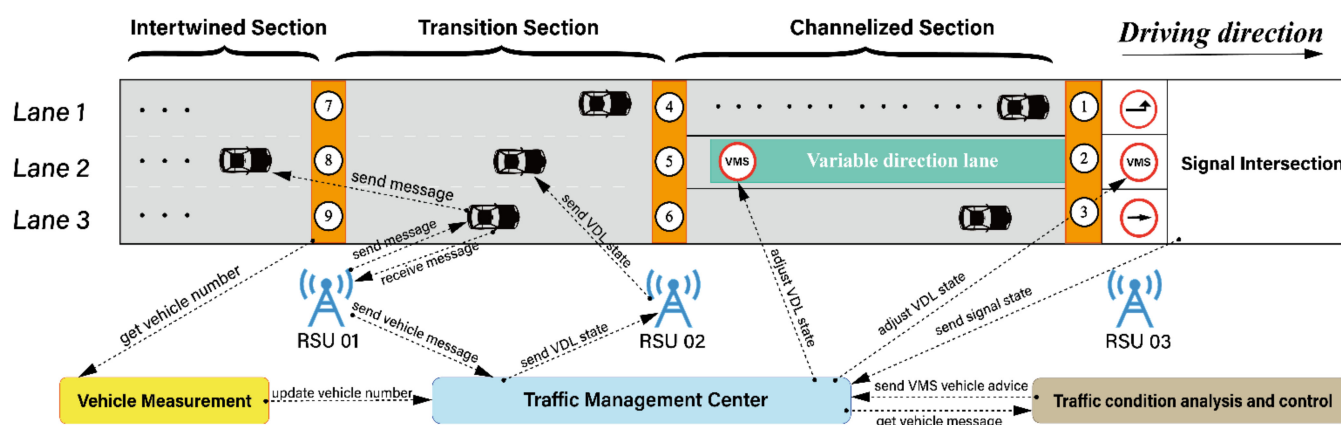 Intertwined Section
Transition Section
Channelized Section
Driving direction
Lane 1
. . .
7
4
. . . . . . . . . . . .
1
Lane 2
. . .
8
5
VMS
Variable direction lane
2
VMS
Signal Intersection
send message
Lane 3
. . .
9
6
3
send VDL state
send message
receive message
get vehicle number
adjust VDL state
adjust VDL state
send signal state
RSU 01
RSU 02
RSU 03
send vehicle message
send VDL state
Vehicle Measurement
update vehicle number
Traffic Management Center
send VMS vehicle advice
get vehicle message
Traffic condition analysis and control